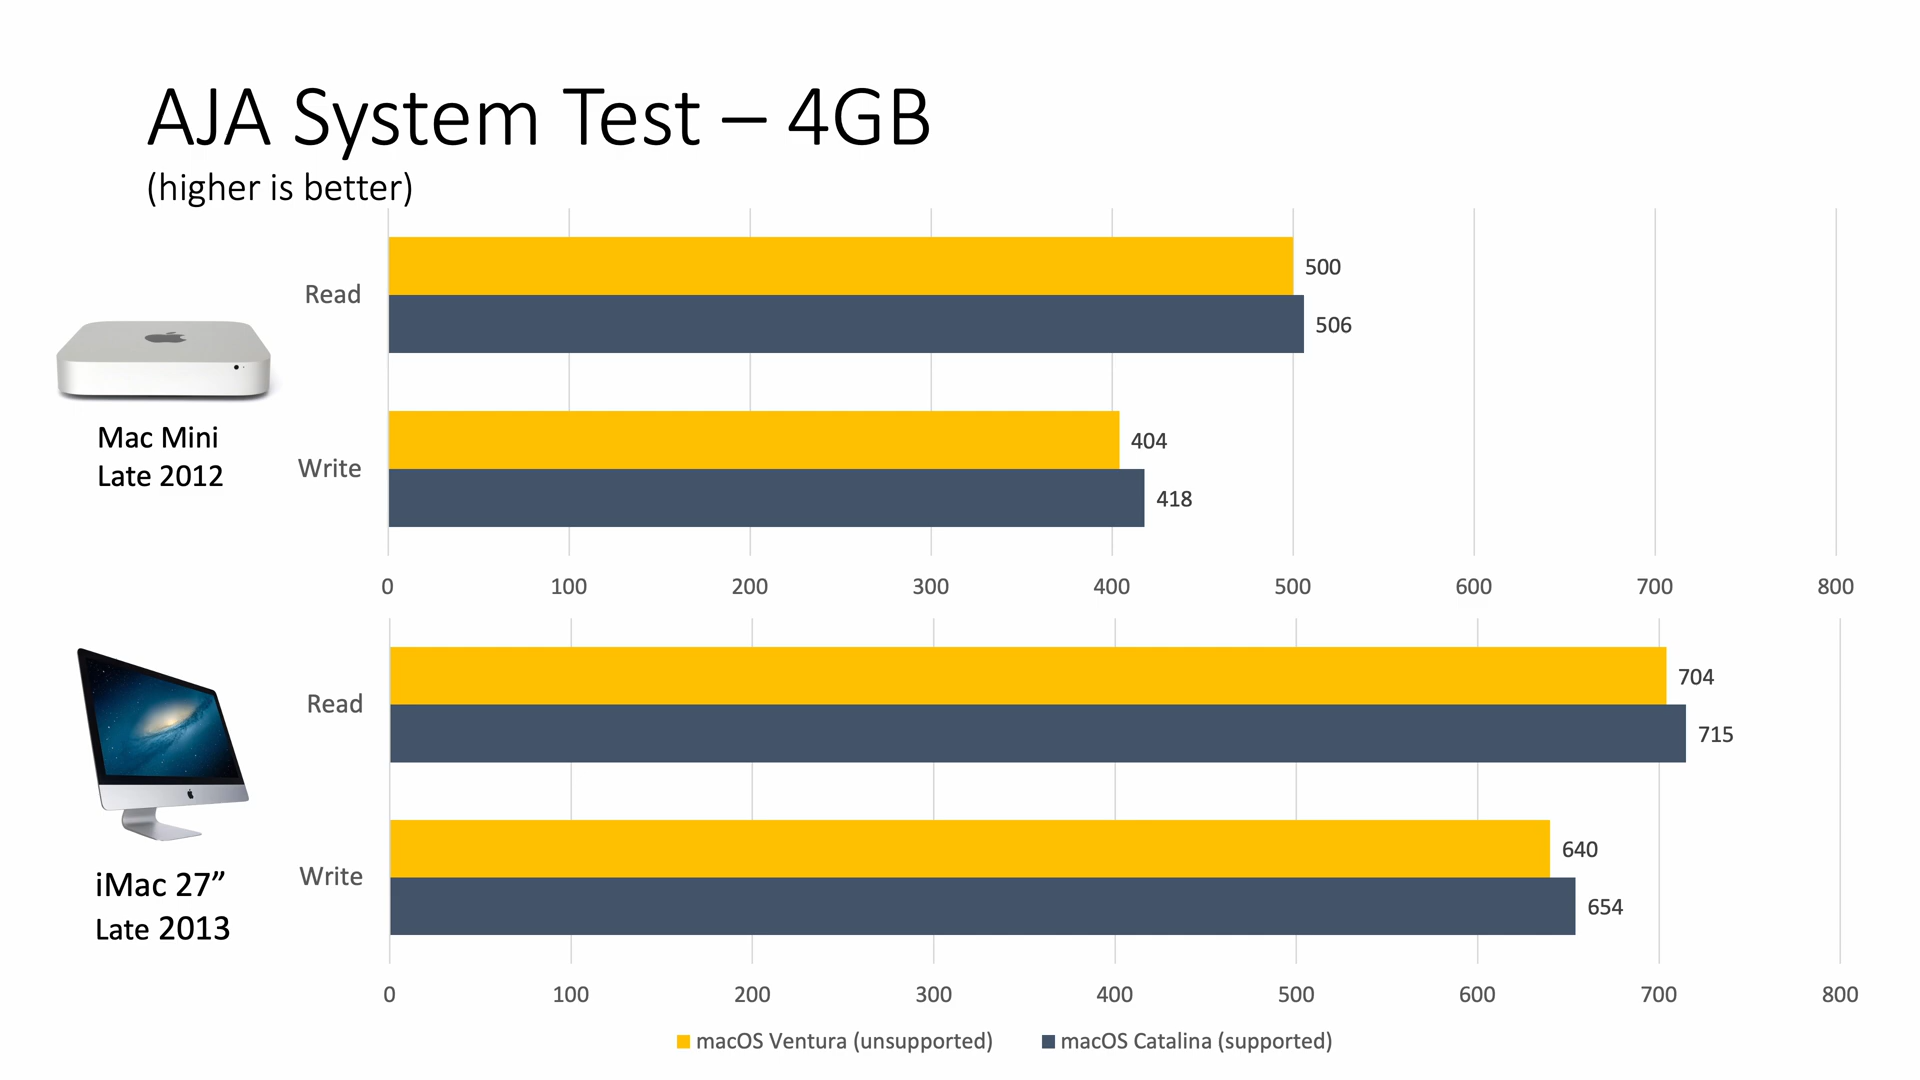 AJA System Test – 4GB
(higher is better)
Read
500
506
Mac Mini
Late 2012
Write
404
418
0 100 200 300 400 500 600 700 800
Read
704
715
iMac 27”
Late 2013
Write
640
654
0 100 200 300 400 500 600 700 800
macOS Ventura (unsupported) macOS Catalina (supported)